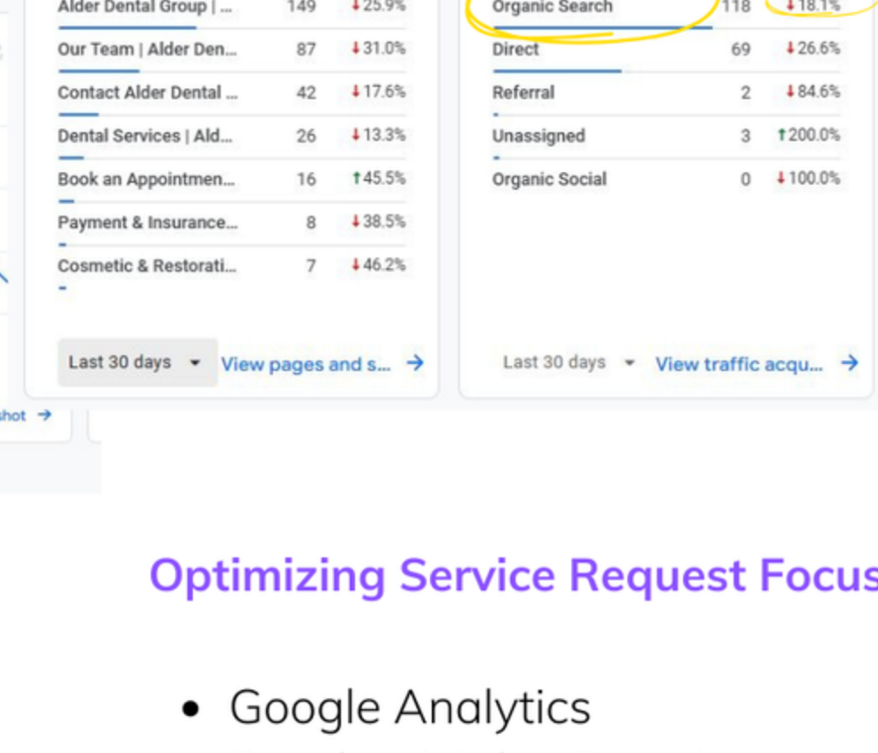 Alder Dental Group | ... 149 ↓25.9%
Our Team | Alder Den... 87 ↓31.0%
Contact Alder Dental ... 42 ↓17.6%
Dental Services | Ald... 26 ↓13.3%
Book an Appointmen... 16 ↑45.5%
Payment & Insurance... 8 ↓38.5%
Cosmetic & Restorati... 7 ↓46.2%
Last 30 days View pages and s... →
Organic Search 118 ↓18.1%
Direct 69 ↓26.6%
Referral 2 ↓84.6%
Unassigned 3 ↑200.0%
Organic Social 0 ↓100.0%
Last 30 days View traffic acqu... →
shot →
Optimizing Service Request Focus
• Google Analytics